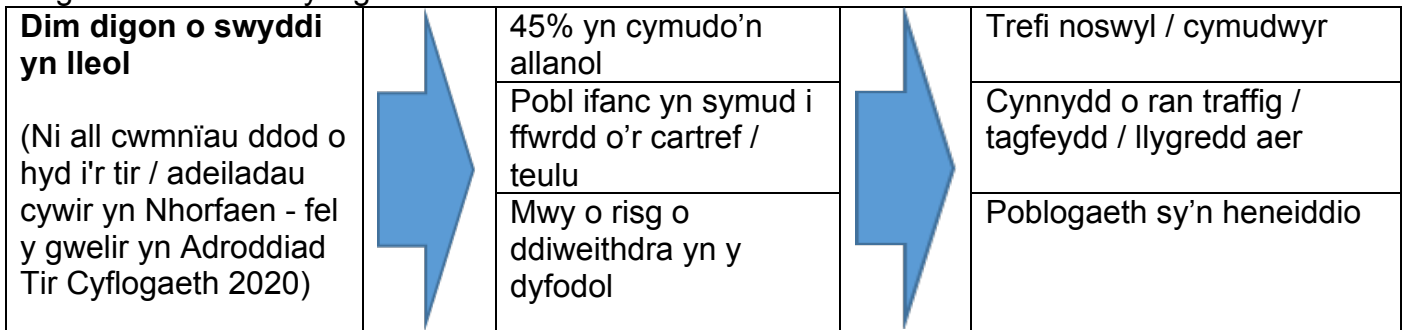 Dim digon o swyddi
yn lleol
(Ni all cwmnïau ddod o
hyd i'r tir / adeiladau
cywir yn Nhorfaen - fel
y gwelir yn Adroddiad
Tir Cyflogaeth 2020)
45% yn cymudo’n
allanol
Pobl ifanc yn symud i
ffwrdd o’r cartref /
teulu
Mwy o risg o
ddiweithdra yn y
dyfodol
Trefi noswyl / cymudwyr
Cynnydd o ran traffig /
tagfeydd / llygredd aer
Poblogaeth sy’n heneiddio